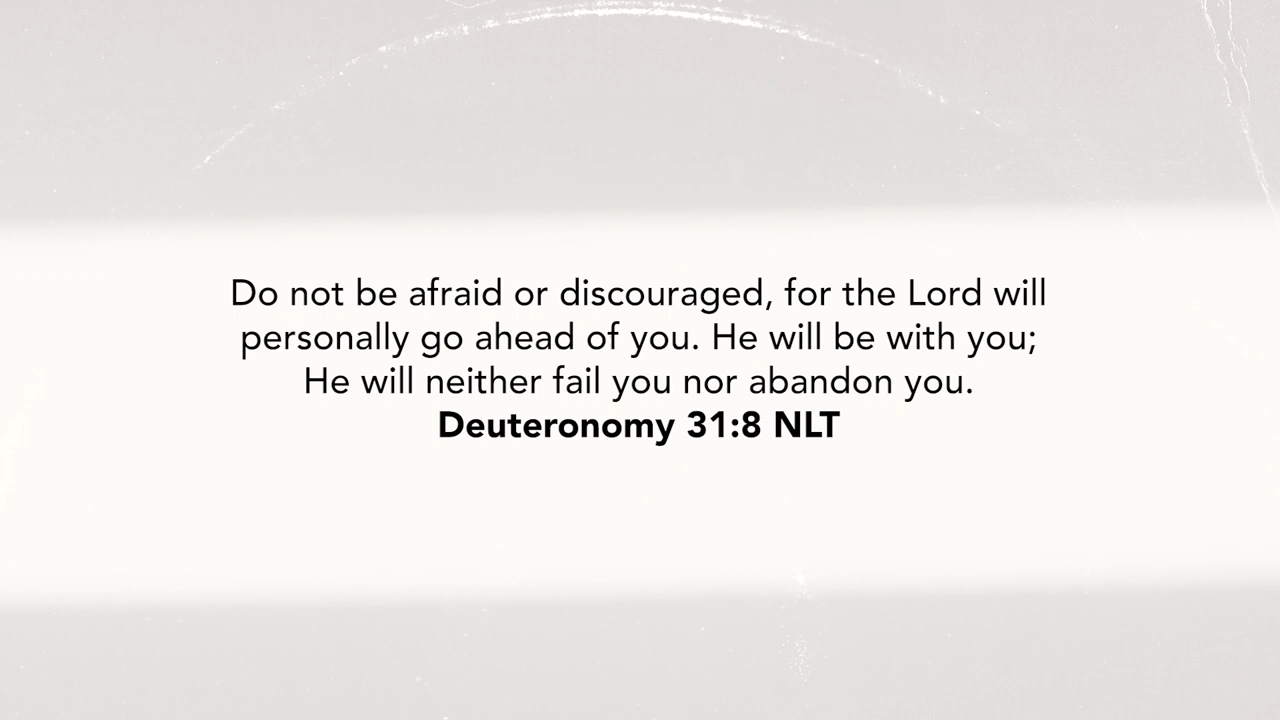 Do not be afraid or discouraged, for the Lord will
personally go ahead of you. He will be with you;
He will neither fail you nor abandon you.
Deuteronomy 31:8 NLT